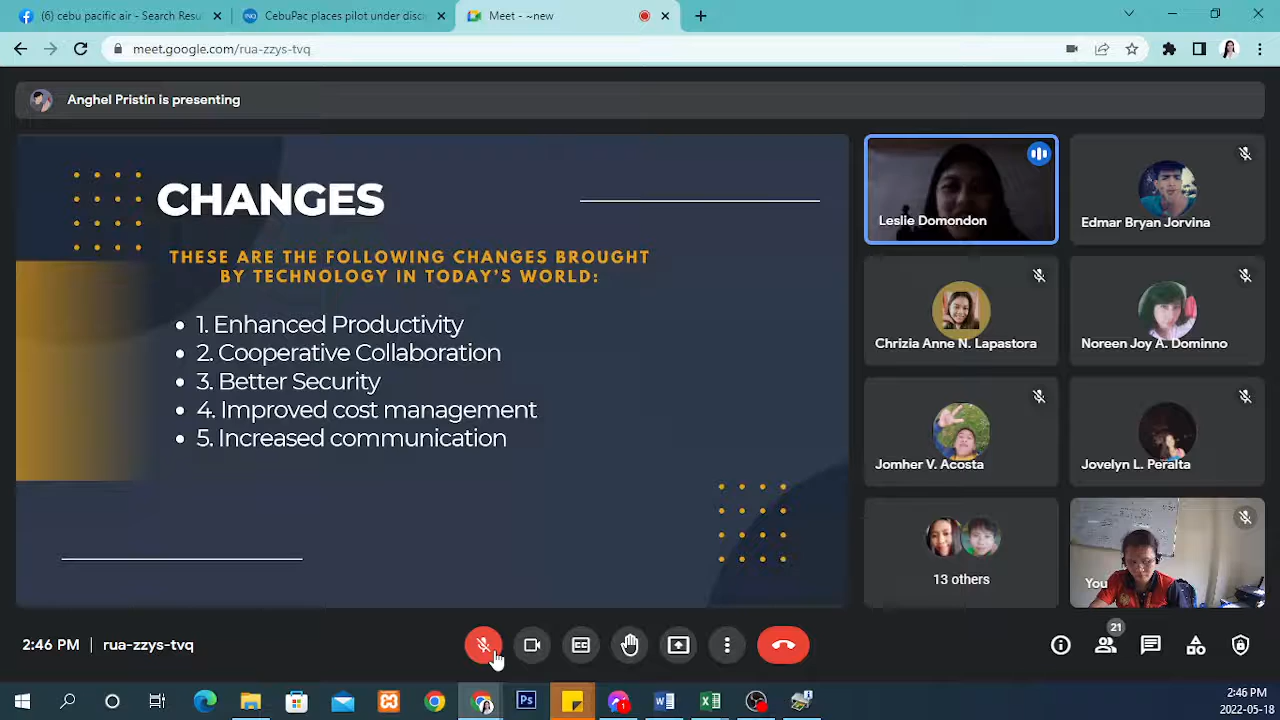 (6) cebu pacific air - Search Resu
CebuPac places pilot under disc
Meet - ~new
meet.google.com/rua-zzys-tvq
Anghel Pristin is presenting
CHANGES
THESE ARE THE FOLLOWING CHANGES BROUGHT
BY TECHNOLOGY IN TODAY'S WORLD:
• 1. Enhanced Productivity
• 2. Cooperative Collaboration
• 3. Better Security
• 4. Improved cost management
• 5. Increased communication
Leslie Domondon
Edmar Bryan Jorvina
Chrizia Anne N. Lapastora
Noreen Joy A. Dominno
Jomher V. Acosta
Jovelyn L. Peralta
13 others
You
2:46 PM | rua-zzys-tvq
21
Ps
1
2:46 PM
2022-05-18